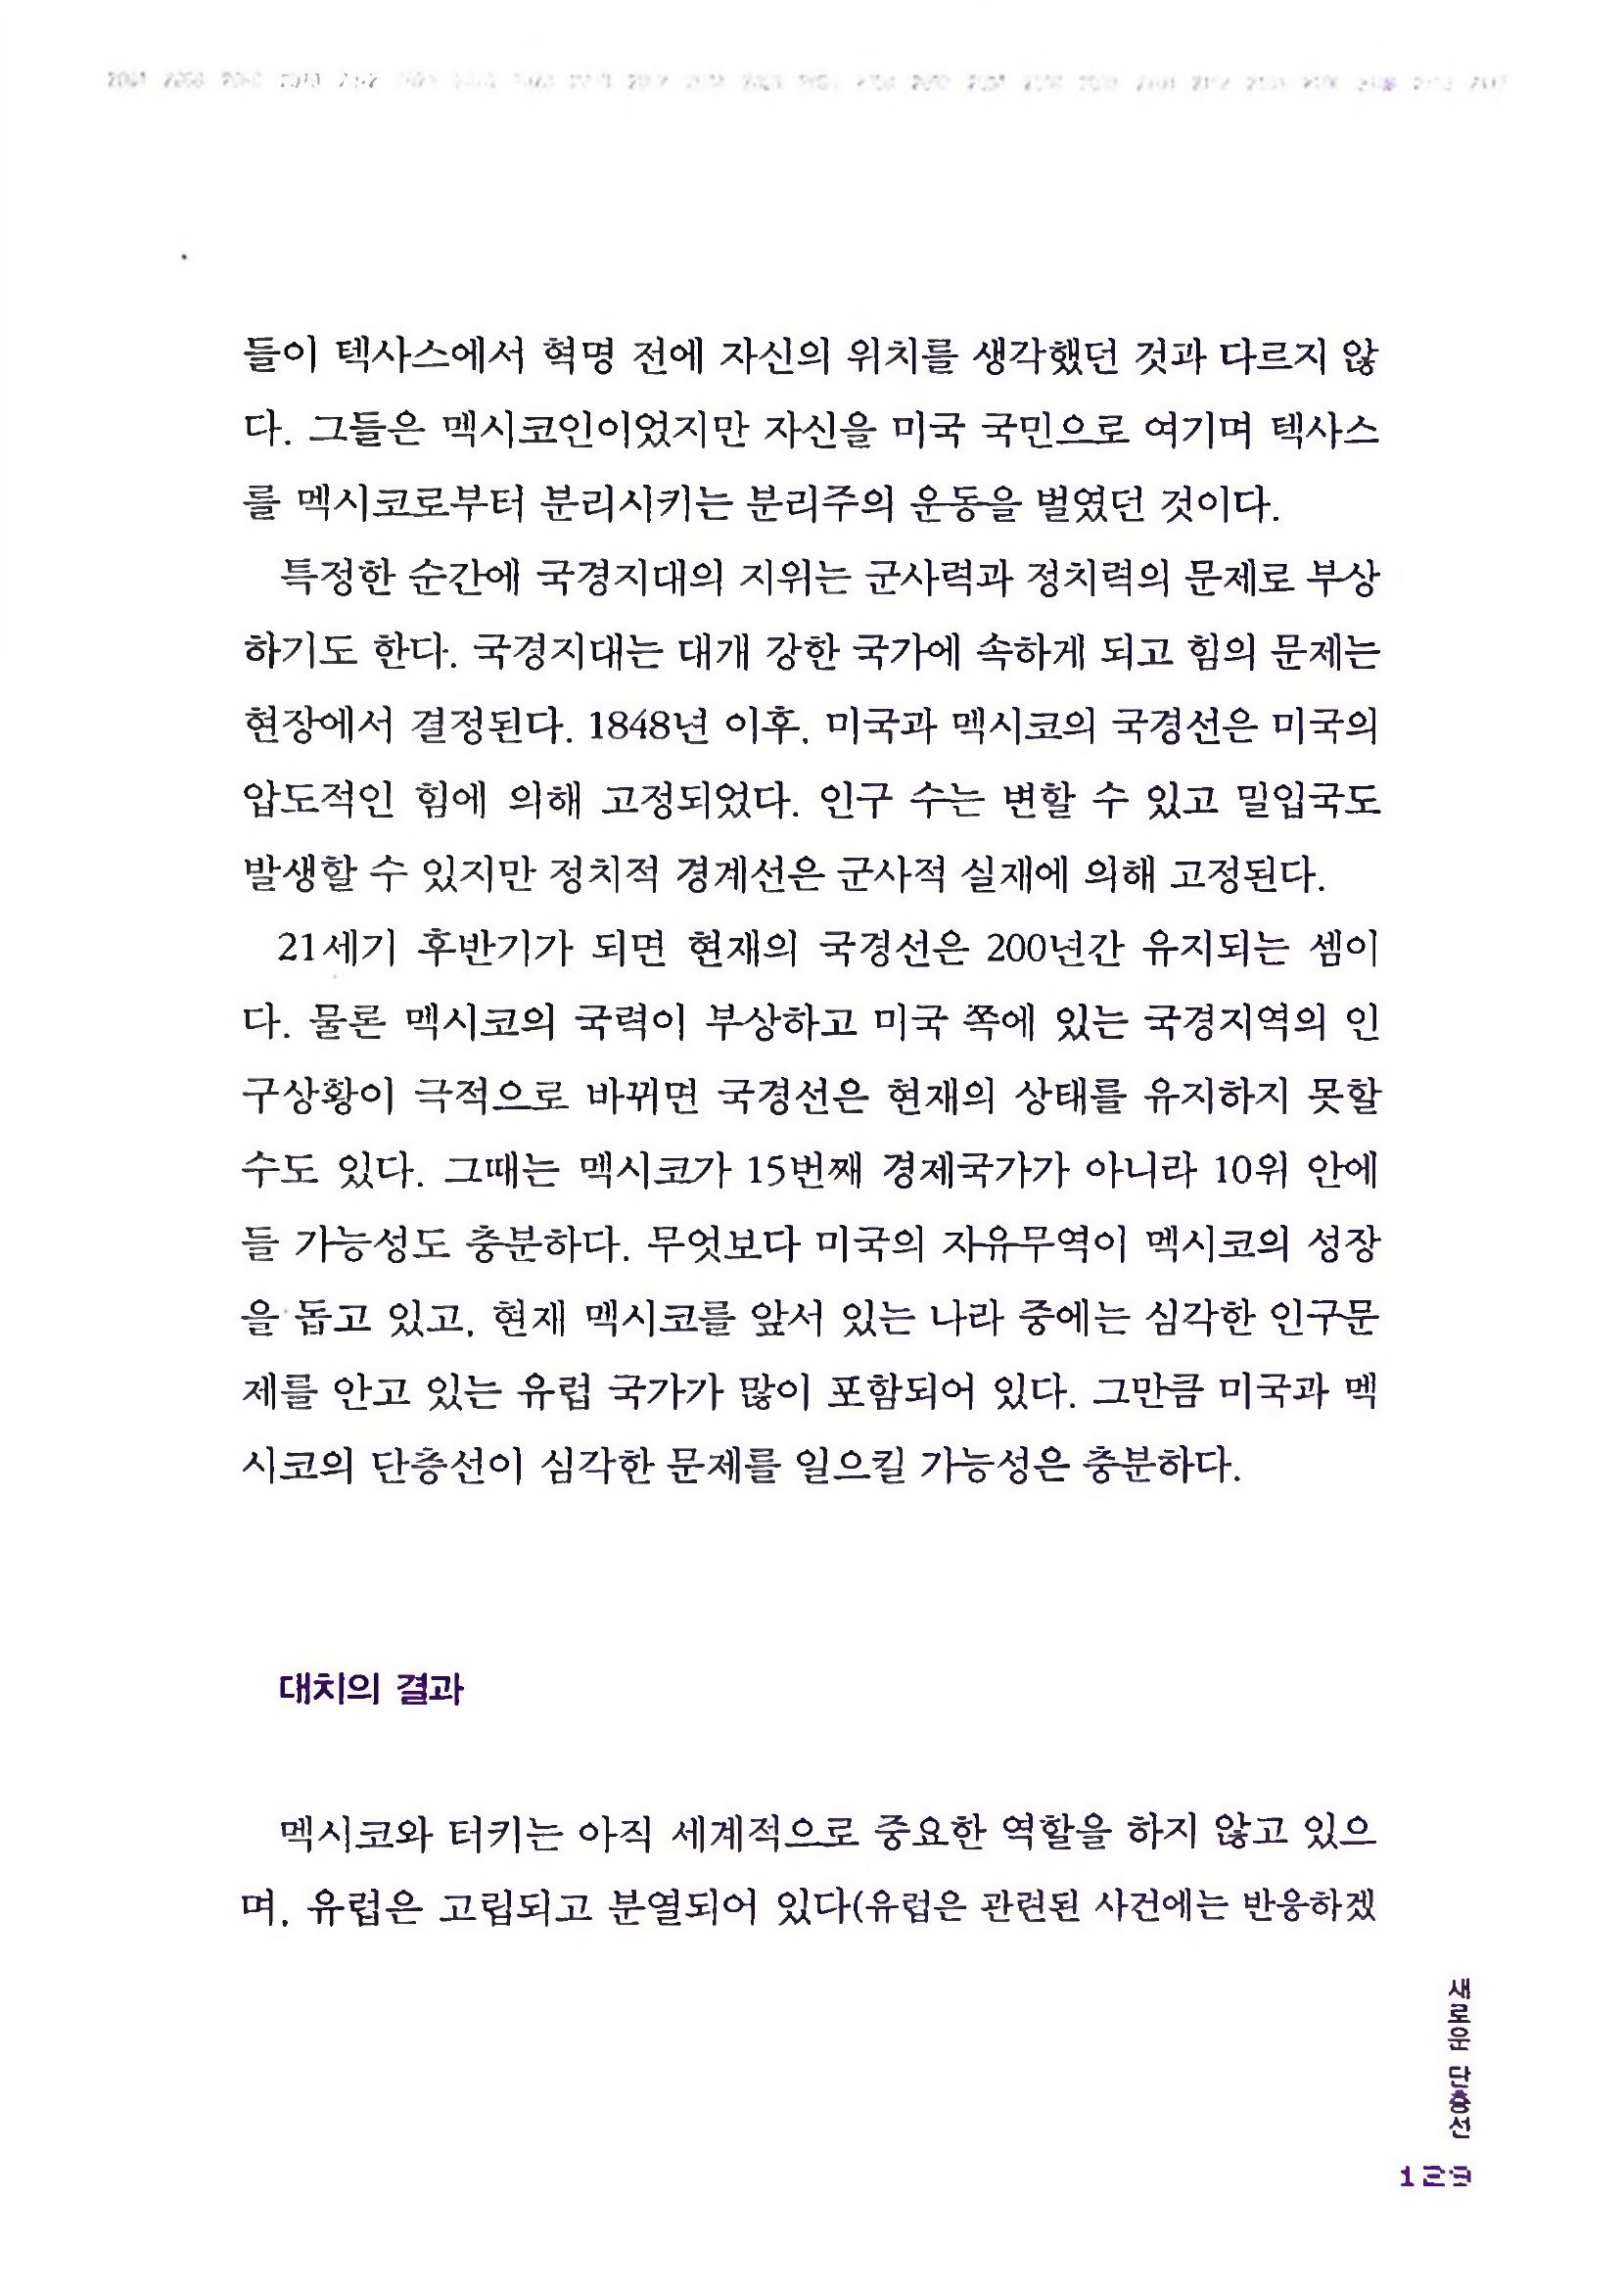 들이 텍사스에서 혁명 전에 자신의 위치를 생각했던 것과 다르지 않
다. 그들은 멕시코인이었지만 자신을 미국 국민으로 여기며 텍사스
를 멕시코로부터 분리시키는 분리주의 운동을 벌였던 것이다.
특정한 순간에 국경지대의 지위는 군사력과 정치력의 문제로 부상
하기도 한다. 국경지대는 대개 강한 국가에 속하게 되고 힘의 문제는
현장에서 결정된다. 1848년 이후, 미국과 멕시코의 국경선은 미국의
압도적인 힘에 의해 고정되었다. 인구 수는 변할 수 있고 밀입국도
발생할 수 있지만 정치적 경계선은 군사적 실재에 의해 고정된다.
21세기 후반기가 되면 현재의 국경선은 200년간 유지되는 셈이
다. 물론 멕시코의 국력이 부상하고 미국 쪽에 있는 국경지역의 인
구상황이 극적으로 바뀌면 국경선은 현재의 상태를 유지하지 못할
수도 있다. 그때는 멕시코가 15번째 경제국가가 아니라 10위 안에
들 가능성도 충분하다. 무엇보다 미국의 자유무역이 멕시코의 성장
을 돕고 있고, 현재 멕시코를 앞서 있는 나라 중에는 심각한 인구문
제를 안고 있는 유럽 국가가 많이 포함되어 있다. 그만큼 미국과 멕
시코의 단층선이 심각한 문제를 일으킬 가능성은 충분하다.
대치의 결과
멕시코와 터키는 아직 세계적으로 중요한 역할을 하지 않고 있으
며, 유럽은 고립되고 분열되어 있다(유럽은 관련된 사건에는 반응하겠
새로운 단층선
123